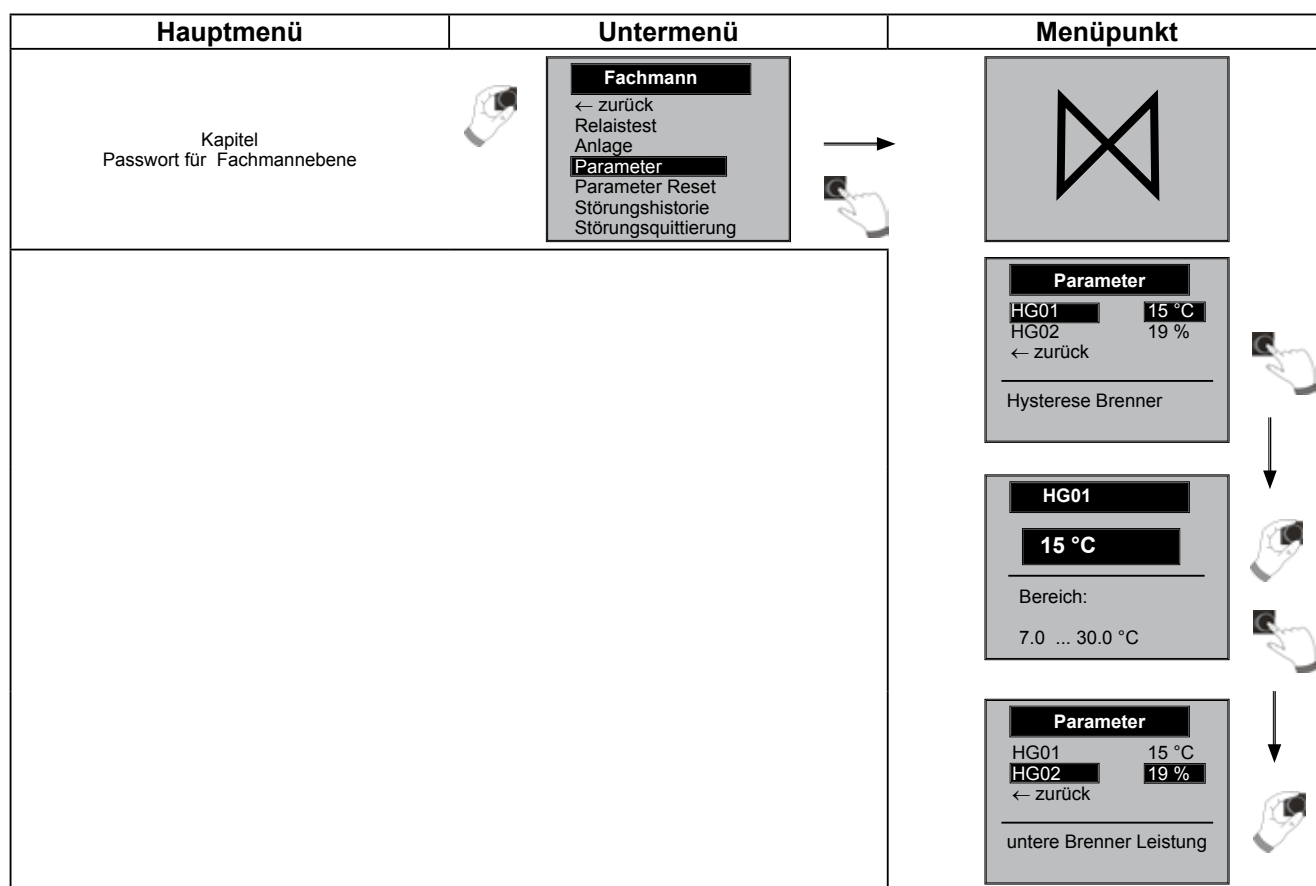 Hauptmenü Untermenü Menüpunkt
Kapitel
Passwort für Fachmannebene
Fachmann
← zurück
Relaistest
Anlage
Parameter
Parameter Reset
Störungshistorie
Störungsquittierung
Parameter
HG01 15 °C
HG02 19 %
← zurück
Hysterese Brenner
HG01
15 °C
Bereich:
7.0 ... 30.0 °C
Parameter
HG01 15 °C
HG02 19 %
← zurück
untere Brenner Leistung